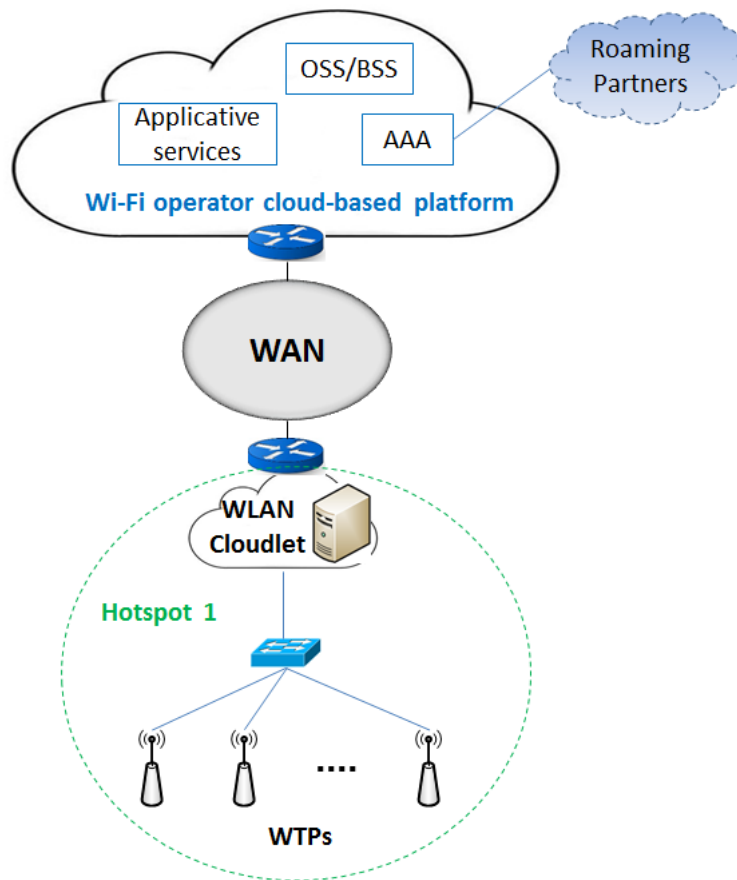 OSS/BSS
Roaming
Partners
Applicative
services
AAA
Wi-Fi operator cloud-based platform
WAN
WLAN
Cloudlet
Hotspot 1
....
WTPs